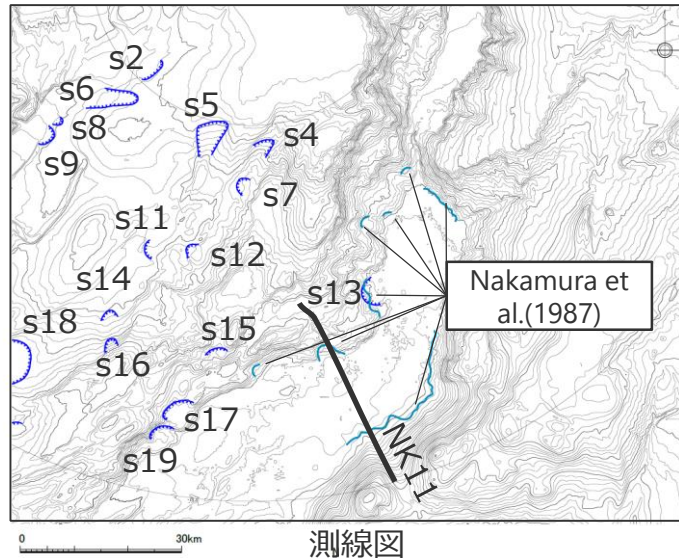 s2
s6
s5
s8
s4
s9
s7
s11
s12
s14
s13
Nakamura et
al.(1987)
s18
s15
s16
s17
s19
NK11
0
30km
測線図